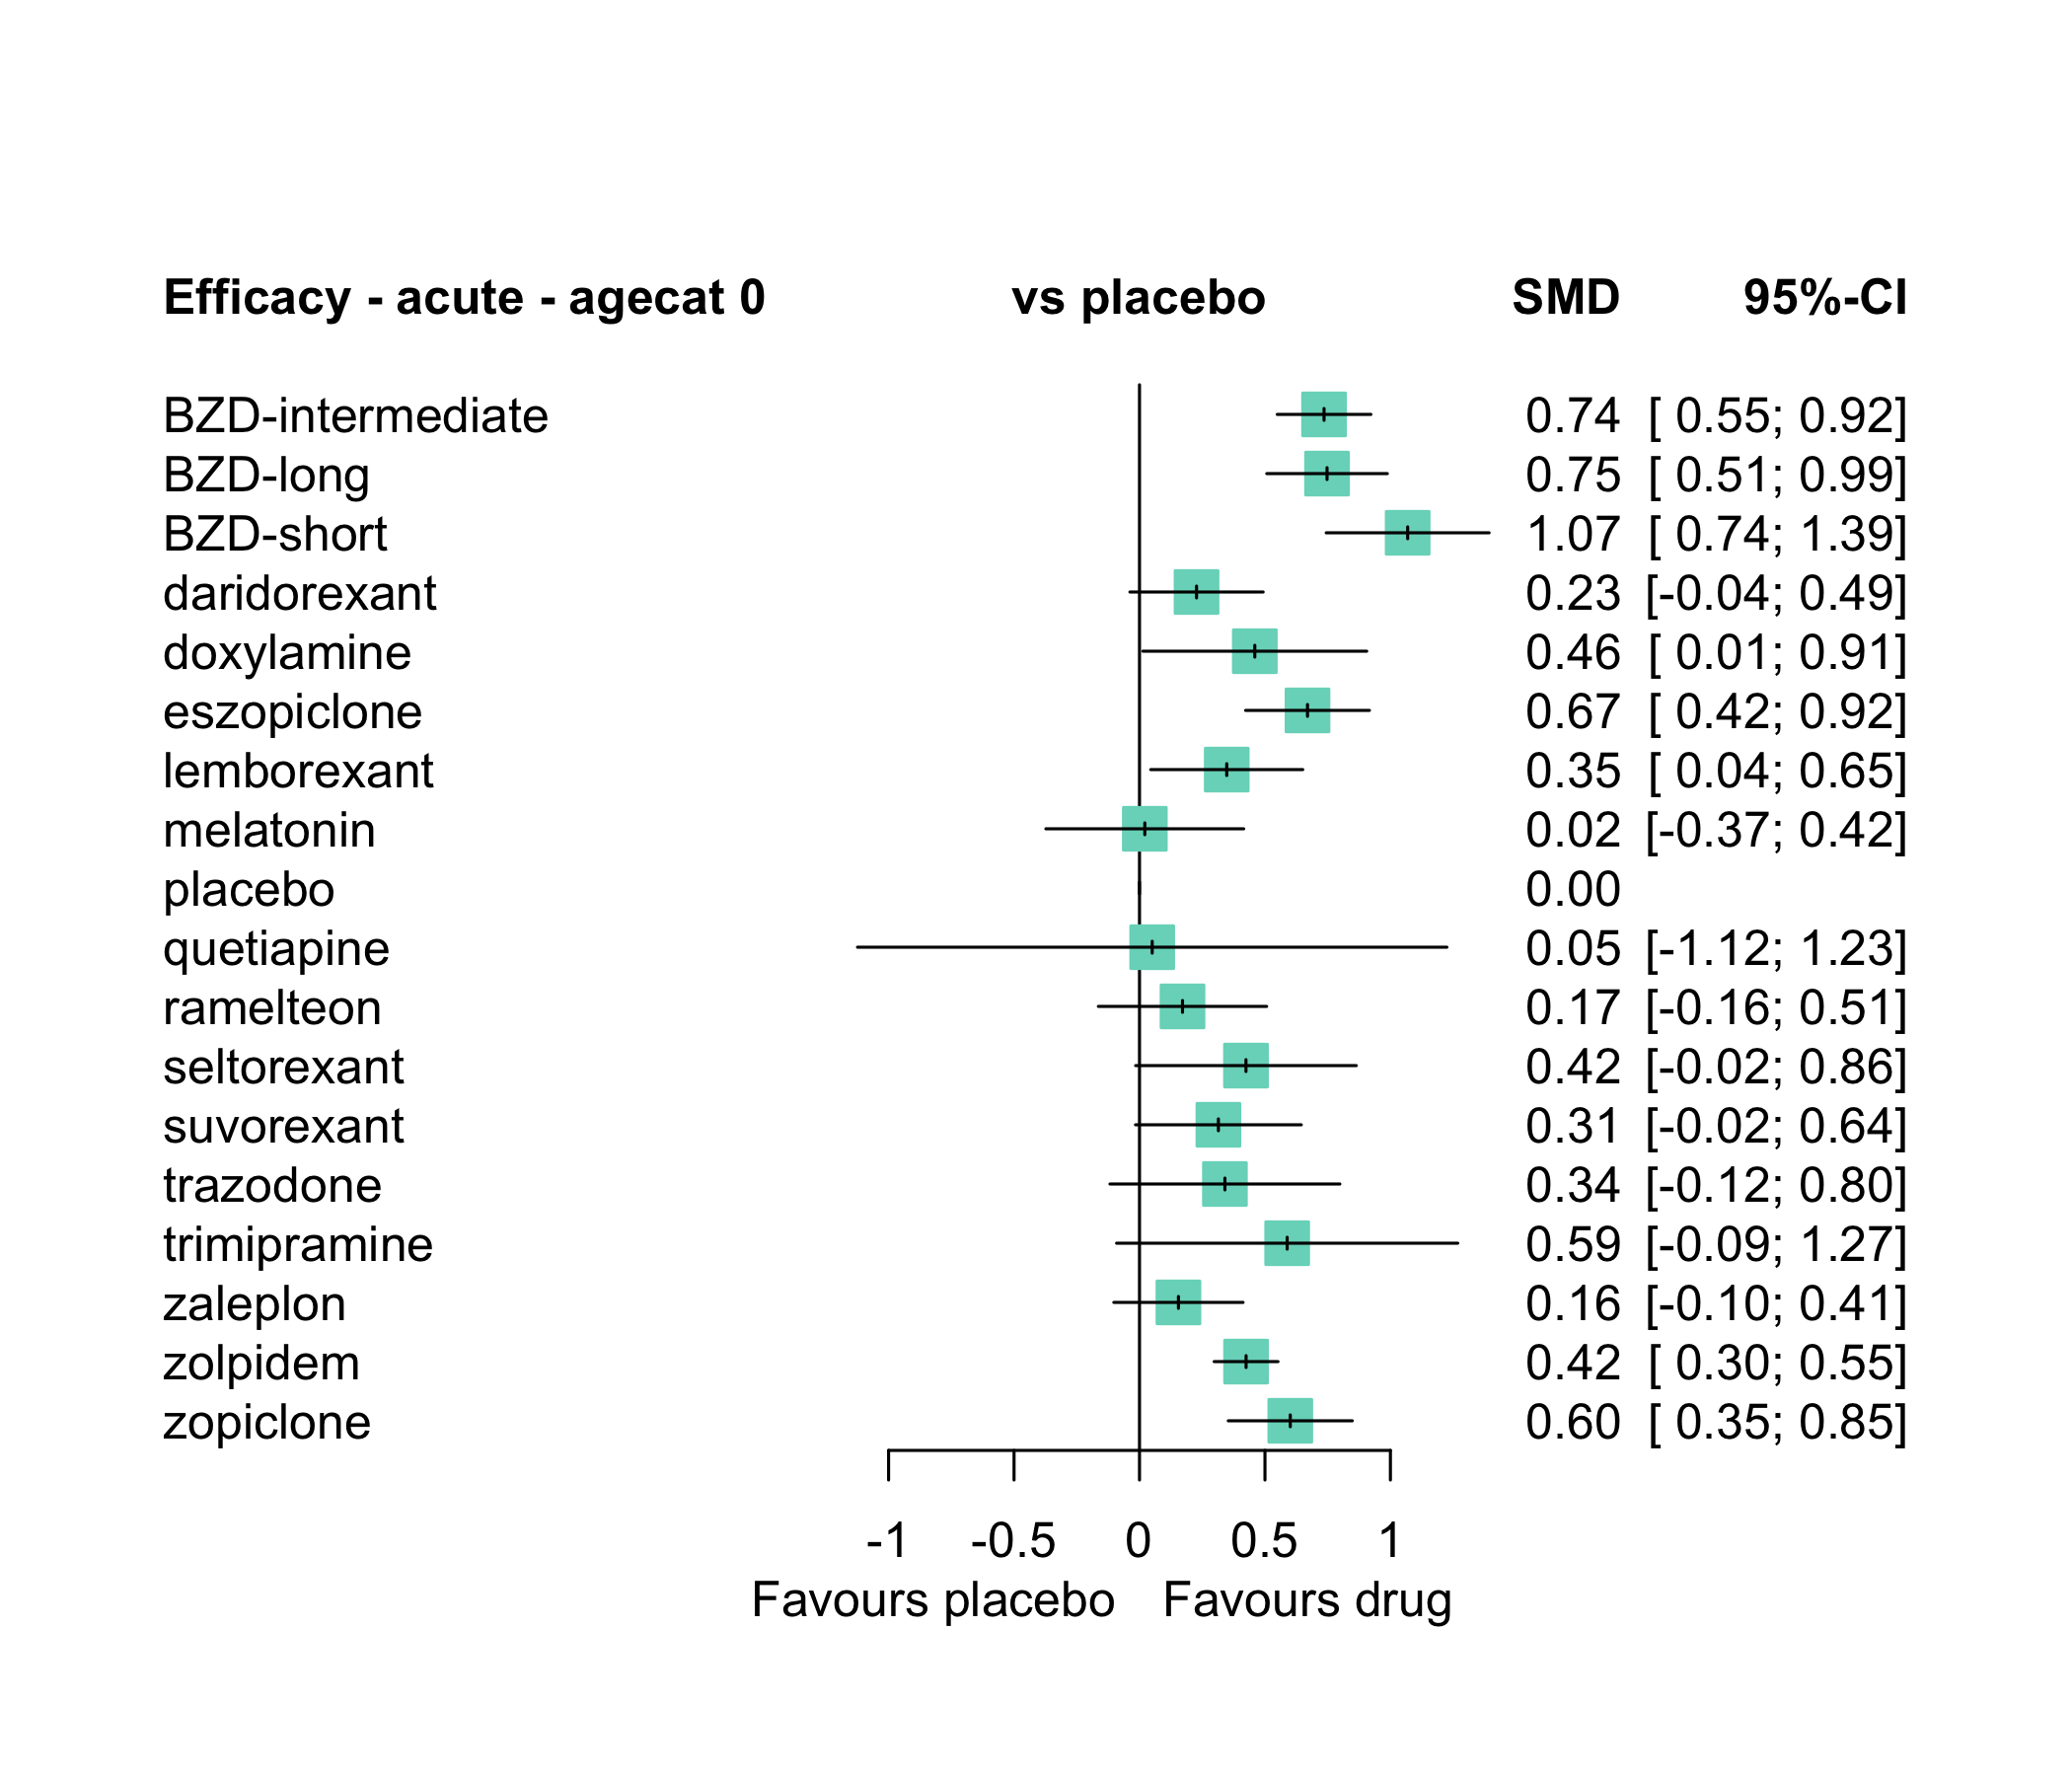 Efficacy - acute - agecat 0 vs placebo SMD 95%-CI
BZD-intermediate 0.74 [ 0.55; 0.92]
BZD-long 0.75 [ 0.51; 0.99]
BZD-short 1.07 [ 0.74; 1.39]
daridorexant 0.23 [-0.04; 0.49]
doxylamine 0.46 [ 0.01; 0.91]
eszopiclone 0.67 [ 0.42; 0.92]
lemborexant 0.35 [ 0.04; 0.65]
melatonin 0.02 [-0.37; 0.42]
placebo 0.00
quetiapine 0.05 [-1.12; 1.23]
ramelteon 0.17 [-0.16; 0.51]
seltorexant 0.42 [-0.02; 0.86]
suvorexant 0.31 [-0.02; 0.64]
trazodone 0.34 [-0.12; 0.80]
trimipramine 0.59 [-0.09; 1.27]
zaleplon 0.16 [-0.10; 0.41]
zolpidem 0.42 [ 0.30; 0.55]
zopiclone 0.60 [ 0.35; 0.85]
-1 -0.5 0 0.5 1
Favours placebo Favours drug